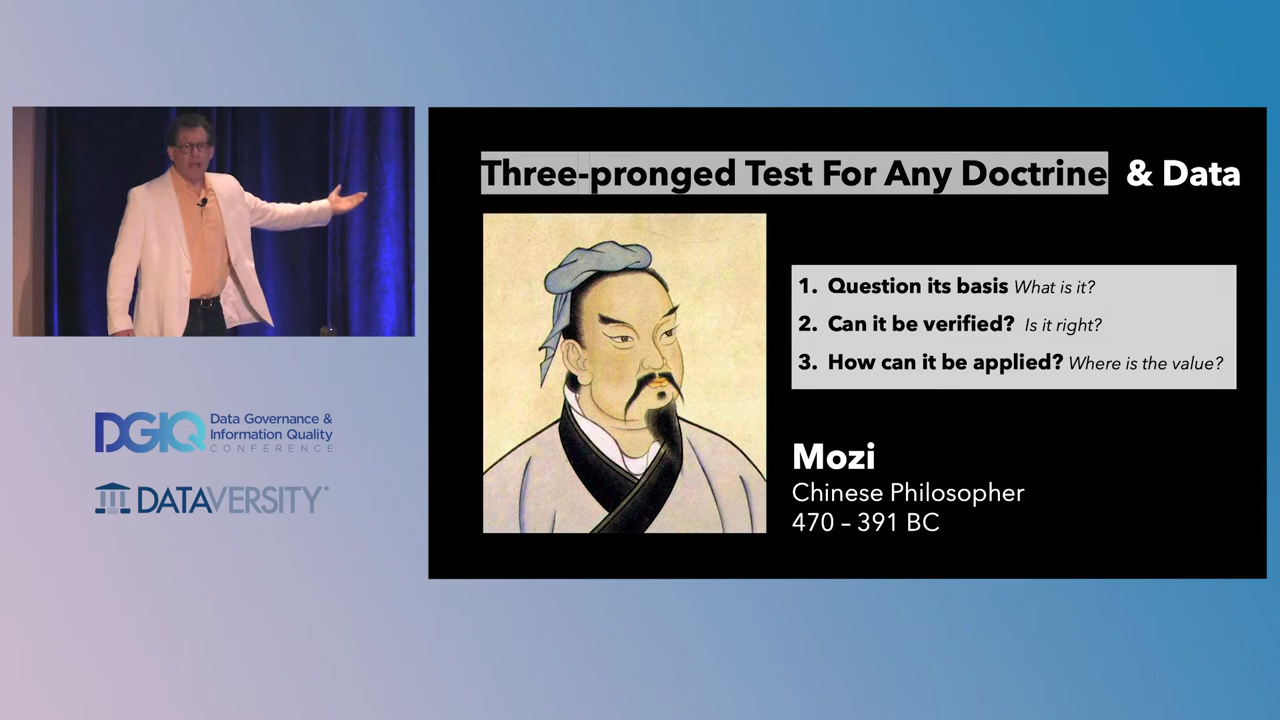 Three-pronged Test For Any Doctrine & Data
1. Question its basis What is it?
2. Can it be verified? Is it right?
3. How can it be applied? Where is the value?
Mozi
Chinese Philosopher
470 – 391 BC
DGIQ Data Governance &
Information Quality
CONFERENCE
DATAVERSITY